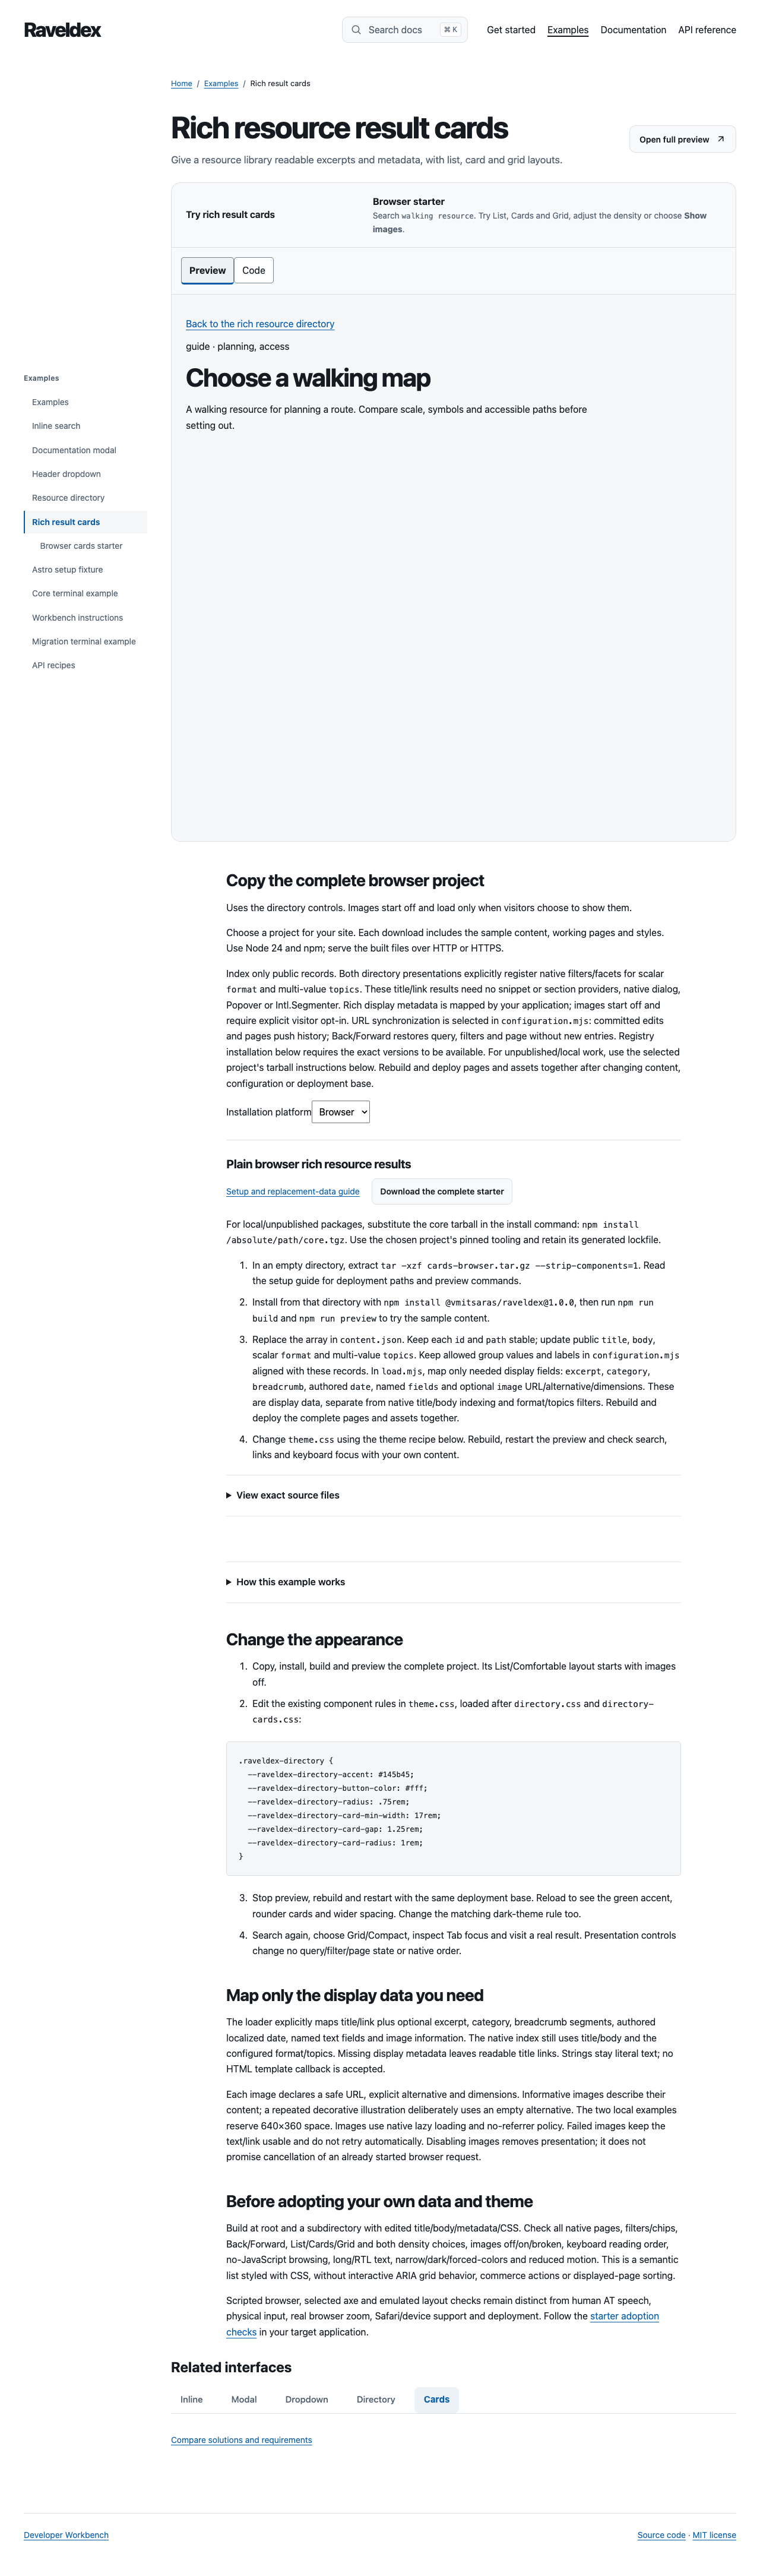 Raveldex
Search docs
⌘ K
Get started
Examples
Documentation
API reference
Home / Examples / Rich result cards
Rich resource result cards
Open full preview
Give a resource library readable excerpts and metadata, with list, card and grid layouts.
Try rich result cards
Browser starter
Search walking resource. Try List, Cards and Grid, adjust the density or choose Show
images.
Preview
Code
Back to the rich resource directory
guide · planning, access
Choose a walking map
A walking resource for planning a route. Compare scale, symbols and accessible paths before
setting out.
Examples
Examples
Inline search
Documentation modal
Header dropdown
Resource directory
Rich result cards
Browser cards starter
Astro setup fixture
Core terminal example
Workbench instructions
Migration terminal example
API recipes
Copy the complete browser project
Uses the directory controls. Images start off and load only when visitors choose to show them.
Choose a project for your site. Each download includes the sample content, working pages and styles.
Use Node 24 and npm; serve the built files over HTTP or HTTPS.
Index only public records. Both directory presentations explicitly register native filters/facets for scalar
format and multi-value topics. These title/link results need no snippet or section providers, native dialog,
Popover or Intl.Segmenter. Rich display metadata is mapped by your application; images start off and
require explicit visitor opt-in. URL synchronization is selected in configuration.mjs: committed edits
and pages push history; Back/Forward restores query, filters and page without new entries. Registry
installation below requires the exact versions to be available. For unpublished/local work, use the selected
project's tarball instructions below. Rebuild and deploy pages and assets together after changing content,
configuration or deployment base.
Installation platform
Browser
Plain browser rich resource results
Setup and replacement-data guide
Download the complete starter
For local/unpublished packages, substitute the core tarball in the install command: npm install
/absolute/path/core.tgz. Use the chosen project's pinned tooling and retain its generated lockfile.
1. In an empty directory, extract tar -xzf cards-browser.tar.gz --strip-components=1. Read
the setup guide for deployment paths and preview commands.
2. Install from that directory with npm install @vmitsaras/raveldex@1.0.0, then run npm run
build and npm run preview to try the sample content.
3. Replace the array in content.json. Keep each id and path stable; update public title, body,
scalar format and multi-value topics. Keep allowed group values and labels in configuration.mjs
aligned with these records. In load.mjs, map only needed display fields: excerpt, category,
breadcrumb, authored date, named fields and optional image URL/alternative/dimensions. These
are display data, separate from native title/body indexing and format/topics filters. Rebuild and
deploy the complete pages and assets together.
4. Change theme.css using the theme recipe below. Rebuild, restart the preview and check search,
links and keyboard focus with your own content.
View exact source files
How this example works
Change the appearance
1. Copy, install, build and preview the complete project. Its List/Comfortable layout starts with images
off.
2. Edit the existing component rules in theme.css, loaded after directory.css and directory-
cards.css:
.raveldex-directory {
--raveldex-directory-accent: #145b45;
--raveldex-directory-button-color: #fff;
--raveldex-directory-radius: .75rem;
--raveldex-directory-card-min-width: 17rem;
--raveldex-directory-card-gap: 1.25rem;
--raveldex-directory-card-radius: 1rem;
}
3. Stop preview, rebuild and restart with the same deployment base. Reload to see the green accent,
rounder cards and wider spacing. Change the matching dark-theme rule too.
4. Search again, choose Grid/Compact, inspect Tab focus and visit a real result. Presentation controls
change no query/filter/page state or native order.
Map only the display data you need
The loader explicitly maps title/link plus optional excerpt, category, breadcrumb segments, authored
localized date, named text fields and image information. The native index still uses title/body and the
configured format/topics. Missing display metadata leaves readable title links. Strings stay literal text; no
HTML template callback is accepted.
Each image declares a safe URL, explicit alternative and dimensions. Informative images describe their
content; a repeated decorative illustration deliberately uses an empty alternative. The two local examples
reserve 640×360 space. Images use native lazy loading and no-referrer policy. Failed images keep the
text/link usable and do not retry automatically. Disabling images removes presentation; it does not
promise cancellation of an already started browser request.
Before adopting your own data and theme
Build at root and a subdirectory with edited title/body/metadata/CSS. Check all native pages, filters/chips,
Back/Forward, List/Cards/Grid and both density choices, images off/on/broken, keyboard reading order,
no-JavaScript browsing, long/RTL text, narrow/dark/forced-colors and reduced motion. This is a semantic
list styled with CSS, without interactive ARIA grid behavior, commerce actions or displayed-page sorting.
Scripted browser, selected axe and emulated layout checks remain distinct from human AT speech,
physical input, real browser zoom, Safari/device support and deployment. Follow the starter adoption
checks in your target application.
Related interfaces
Inline
Modal
Dropdown
Directory
Cards
Compare solutions and requirements
Developer Workbench
Source code · MIT license